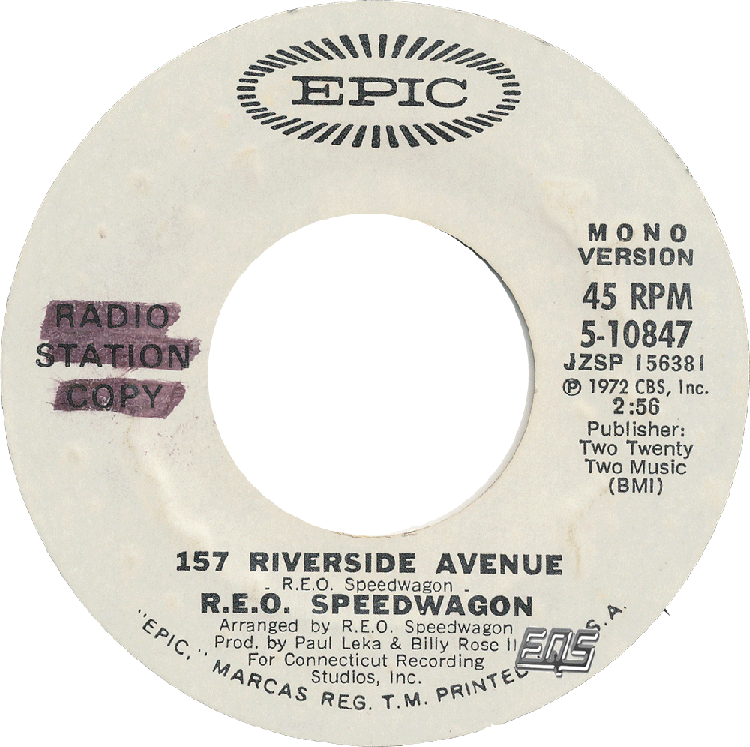 EPIC
MONO
VERSION
45 RPM
5-10847
JZSP 156381
℗ 1972 CBS, Inc.
2:56
Publisher:
Two Twenty
Two Music
(BMI)
RADIO
STATION
COPY
157 RIVERSIDE AVENUE
- R.E.O. Speedwagon -
R.E.O. SPEEDWAGON
Arranged by R.E.O. Speedwagon
Prod. by Paul Leka & Billy Rose II
For Connecticut Recording
Studios, Inc.
"EPIC," MARCAS REG. T.M. PRINTED S.A.
EQS